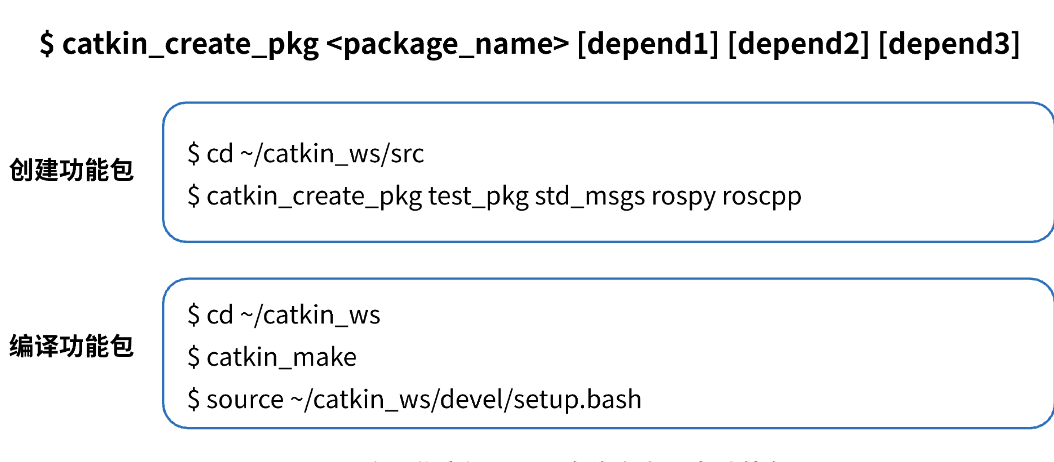 $ catkin_create_pkg <package_name> [depend1] [depend2] [depend3]
创建功能包
$ cd ~/catkin_ws/src
$ catkin_create_pkg test_pkg std_msgs rospy roscpp
编译功能包
$ cd ~/catkin_ws
$ catkin_make
$ source ~/catkin_ws/devel/setup.bash